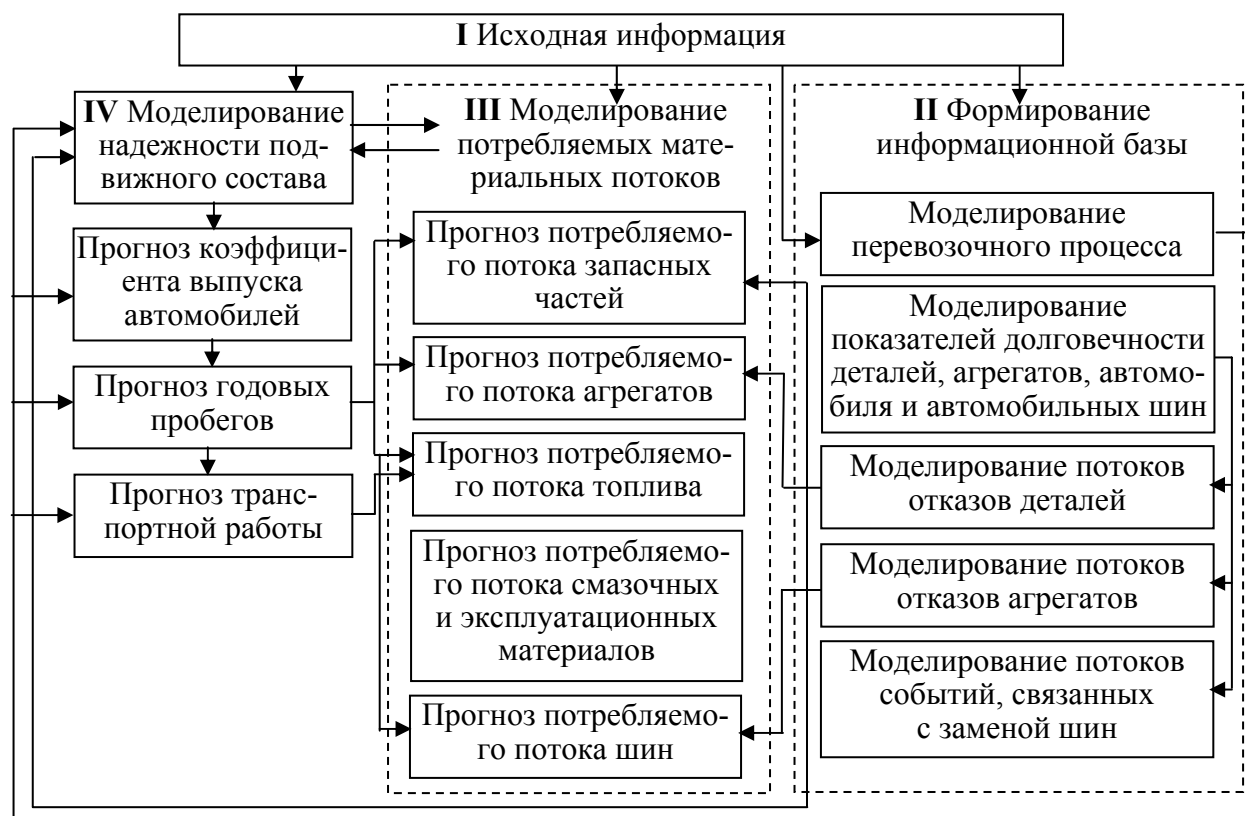 I Исходная информация
IV Моделирование
надежности под-
вижного состава
Прогноз коэффици-
ента выпуска
автомобилей
Прогноз годовых
пробегов
Прогноз транс-
портной работы
III Моделирование
потребляемых мате-
риальных потоков
Прогноз потребляемо-
го потока запасных
частей
Прогноз потребляемо-
го потока агрегатов
Прогноз потребляемо-
го потока топлива
Прогноз потребляемо-
го потока смазочных
и эксплуатационных
материалов
Прогноз потребляемо-
го потока шин
II Формирование
информационной базы
Моделирование
перевозочного процесса
Моделирование
показателей долговечности
деталей, агрегатов, автомо-
биля и автомобильных шин
Моделирование потоков
отказов деталей
Моделирование потоков
отказов агрегатов
Моделирование потоков
событий, связанных
с заменой шин